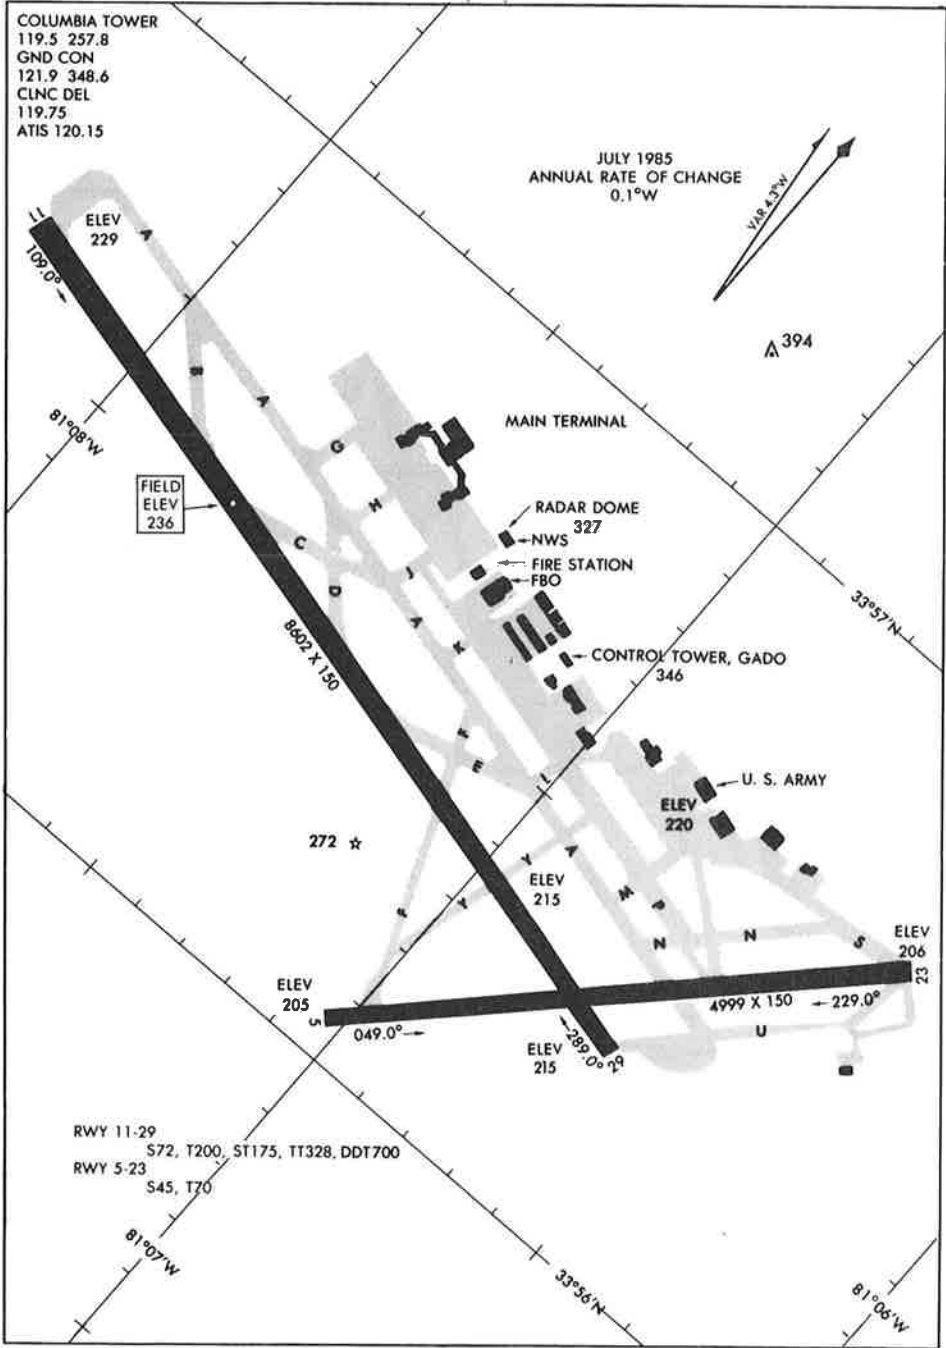 COLUMBIA TOWER
119.5 257.8
GND CON
121.9 348.6
CLNC DEL
119.75
ATIS 120.15
JULY 1985
ANNUAL RATE OF CHANGE
0.1°W
VAR 4.3°W
394
11
109.0°
ELEV
229
A
B
A
81°08'W
FIELD
ELEV
236
G
H
MAIN TERMINAL
RADAR DOME
327
NWS
FIRE STATION
FBO
C
D
J
A
K
8602 X 150
CONTROL TOWER, GADO
346
33°57'N
F
E
L
U. S. ARMY
ELEV
220
272
Y
A
ELEV
215
M
P
F
Y
N
N
S
ELEV
206
23
ELEV
205
5
049.0°
4999 X 150
229.0°
U
ELEV
215
289.0°
29
RWY 11-29
S72, T200, ST175, TT328, DDT700
RWY 5-23
S45, T70
81°07'W
33°56'N
81°06'W